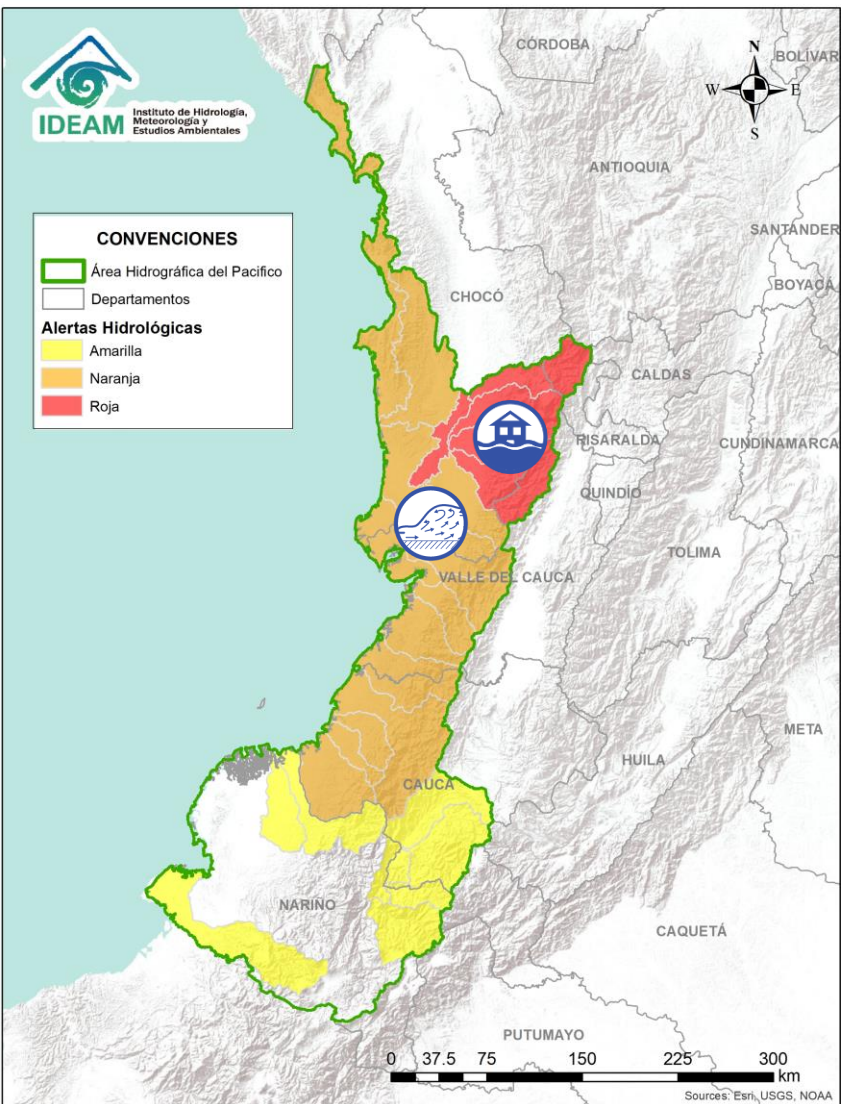 IDEAM
Instituto de Hidrología,
Meteorología y
Estudios Ambientales
CÓRDOBA
BOLÍVAR
N
W
E
S
ANTIOQUIA
SANTANDER
BOYACÁ
CONVENCIONES
Área Hidrográfica del Pacifico
Departamentos
Alertas Hidrológicas
Amarilla
Naranja
Roja
CHOCÓ
CALDAS
RISARALDA
CUNDINAMARCA
QUINDÍO
TOLIMA
VALLE DEL CAUCA
META
HUILA
CAUCA
NARIÑO
CAQUETÁ
PUTUMAYO
0 37.5 75 150 225 300
km
Sources: Esri, USGS, NOAA